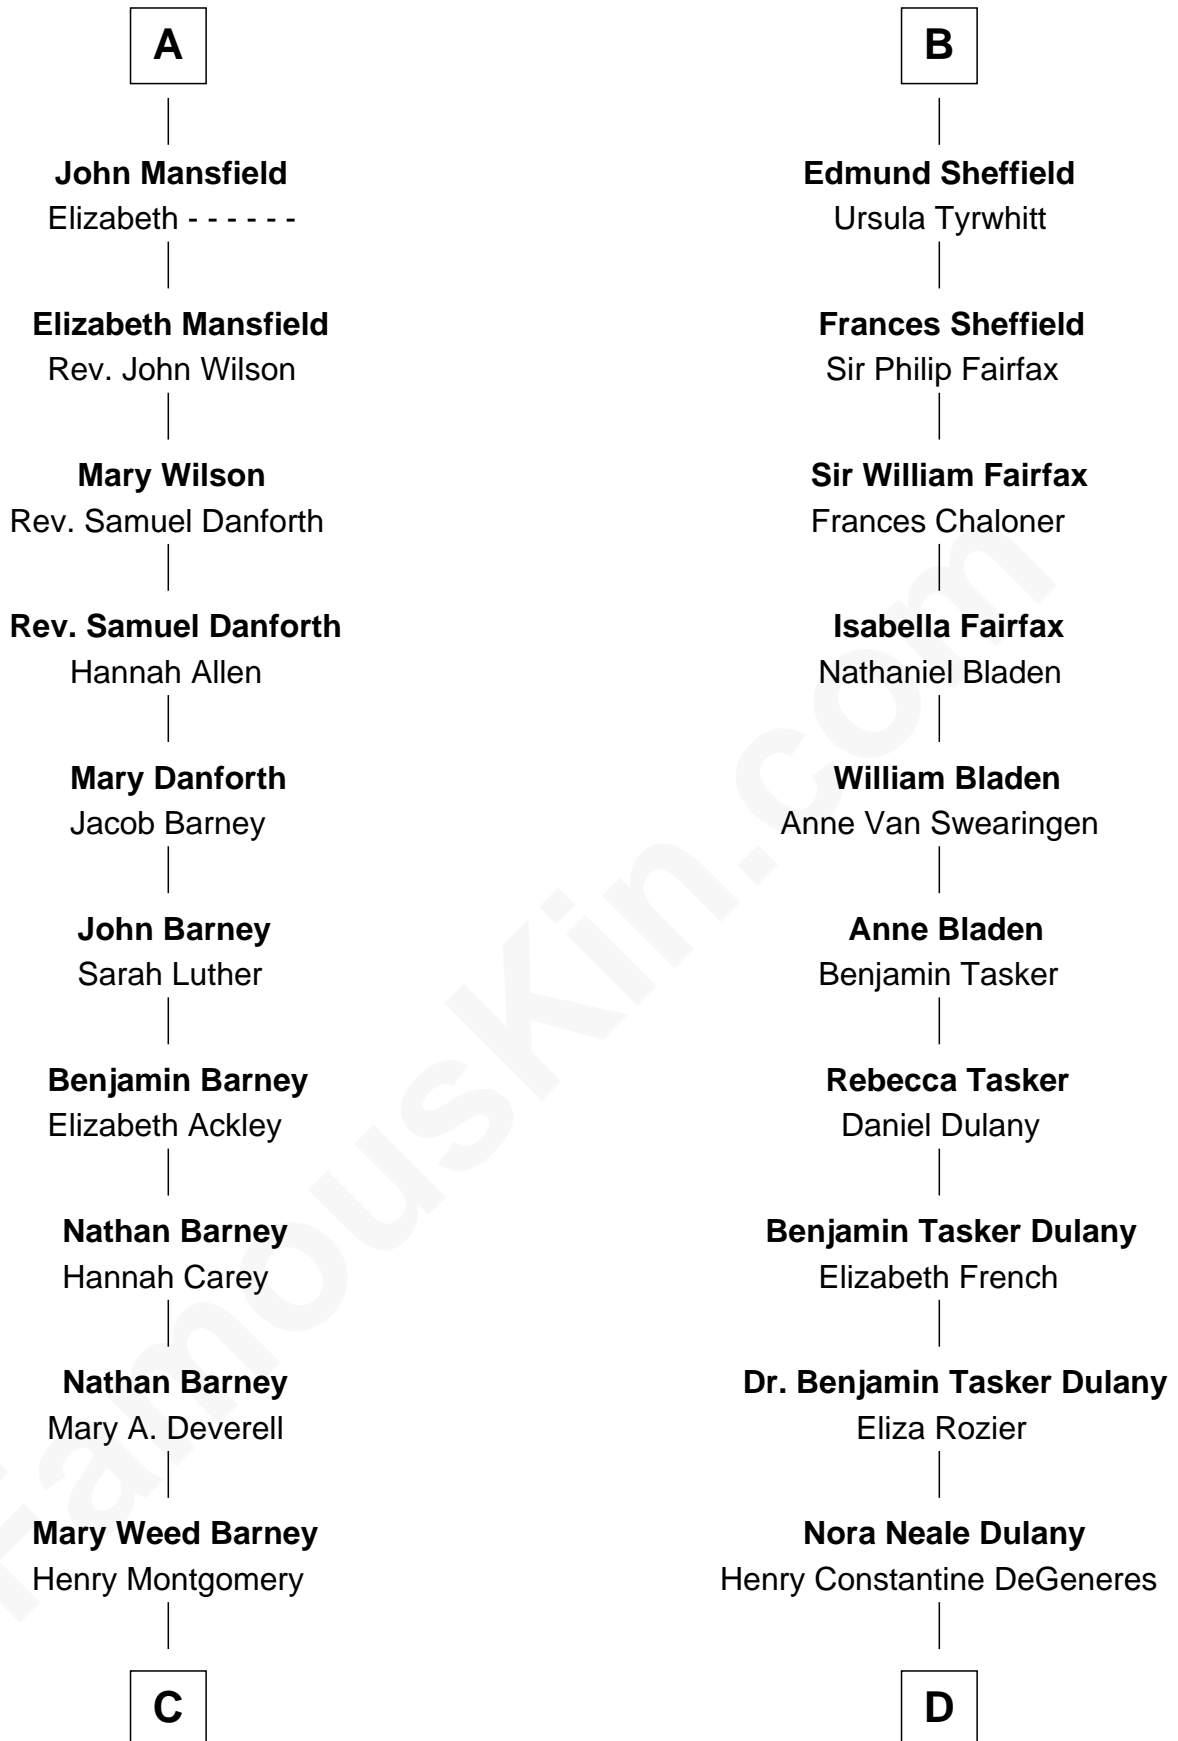 A
John Mansfield
Elizabeth - - - - - -
Elizabeth Mansfield
Rev. John Wilson
Mary Wilson
Rev. Samuel Danforth
Rev. Samuel Danforth
Hannah Allen
Mary Danforth
Jacob Barney
John Barney
Sarah Luther
Benjamin Barney
Elizabeth Ackley
Nathan Barney
Hannah Carey
Nathan Barney
Mary A. Deverell
Mary Weed Barney
Henry Montgomery
C
B
Edmund Sheffield
Ursula Tyrwhitt
Frances Sheffield
Sir Philip Fairfax
Sir William Fairfax
Frances Chaloner
Isabella Fairfax
Nathaniel Bladen
William Bladen
Anne Van Swearingen
Anne Bladen
Benjamin Tasker
Rebecca Tasker
Daniel Dulany
Benjamin Tasker Dulany
Elizabeth French
Dr. Benjamin Tasker Dulany
Eliza Rozier
Nora Neale Dulany
Henry Constantine DeGeneres
D
FamousKin.com